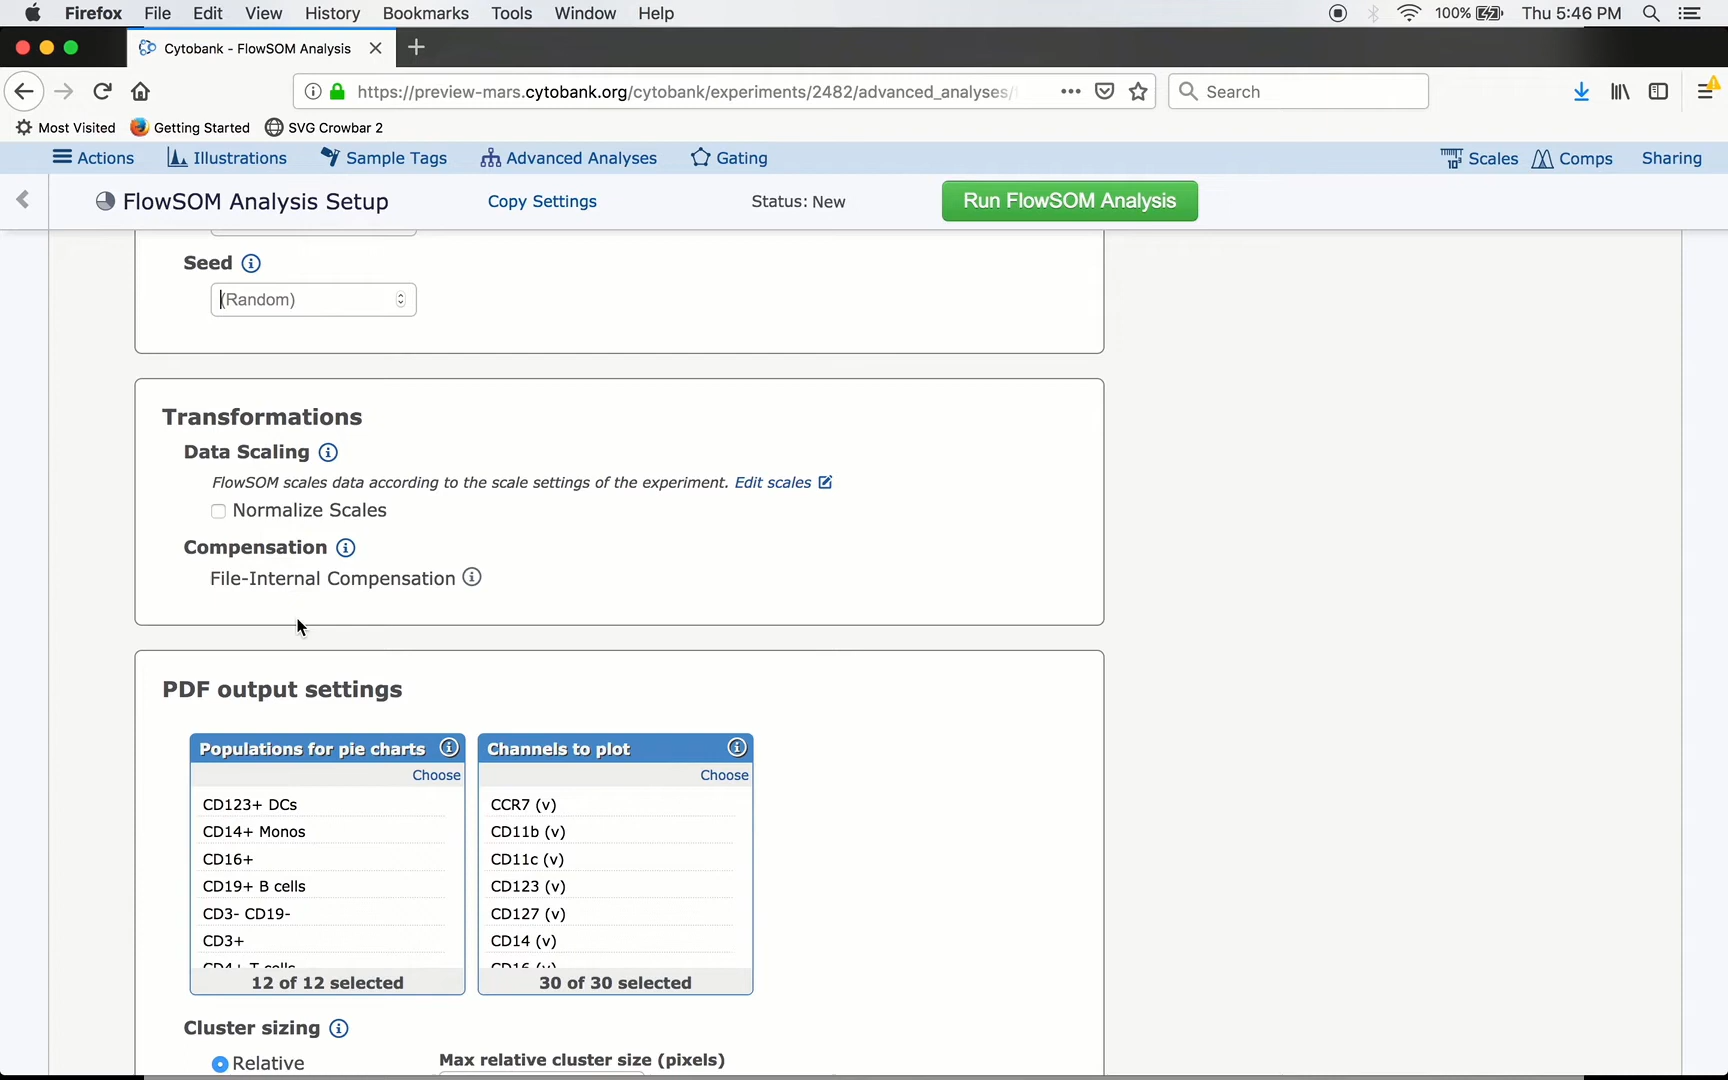 Firefox File Edit View History Bookmarks Tools Window Help 100% Thu 5:46 PM
Cytobank - FlowSOM Analysis
https://preview-mars.cytobank.org/cytobank/experiments/2482/advanced_analyses/ Search
Most Visited Getting Started SVG Crowbar 2
Actions Illustrations Sample Tags Advanced Analyses Gating Scales Comps Sharing
FlowSOM Analysis Setup Copy Settings Status: New Run FlowSOM Analysis
Seed
(Random)
Transformations
Data Scaling
FlowSOM scales data according to the scale settings of the experiment. Edit scales
Normalize Scales
Compensation
File-Internal Compensation
PDF output settings
Populations for pie charts Channels to plot
Choose Choose
CD123+ DCs CCR7 (v)
CD14+ Monos CD11b (v)
CD16+ CD11c (v)
CD19+ B cells CD123 (v)
CD3- CD19- CD127 (v)
CD3+ CD14 (v)
CD4+ T cells CD16 (v)
12 of 12 selected 30 of 30 selected
Cluster sizing
Relative Max relative cluster size (pixels)